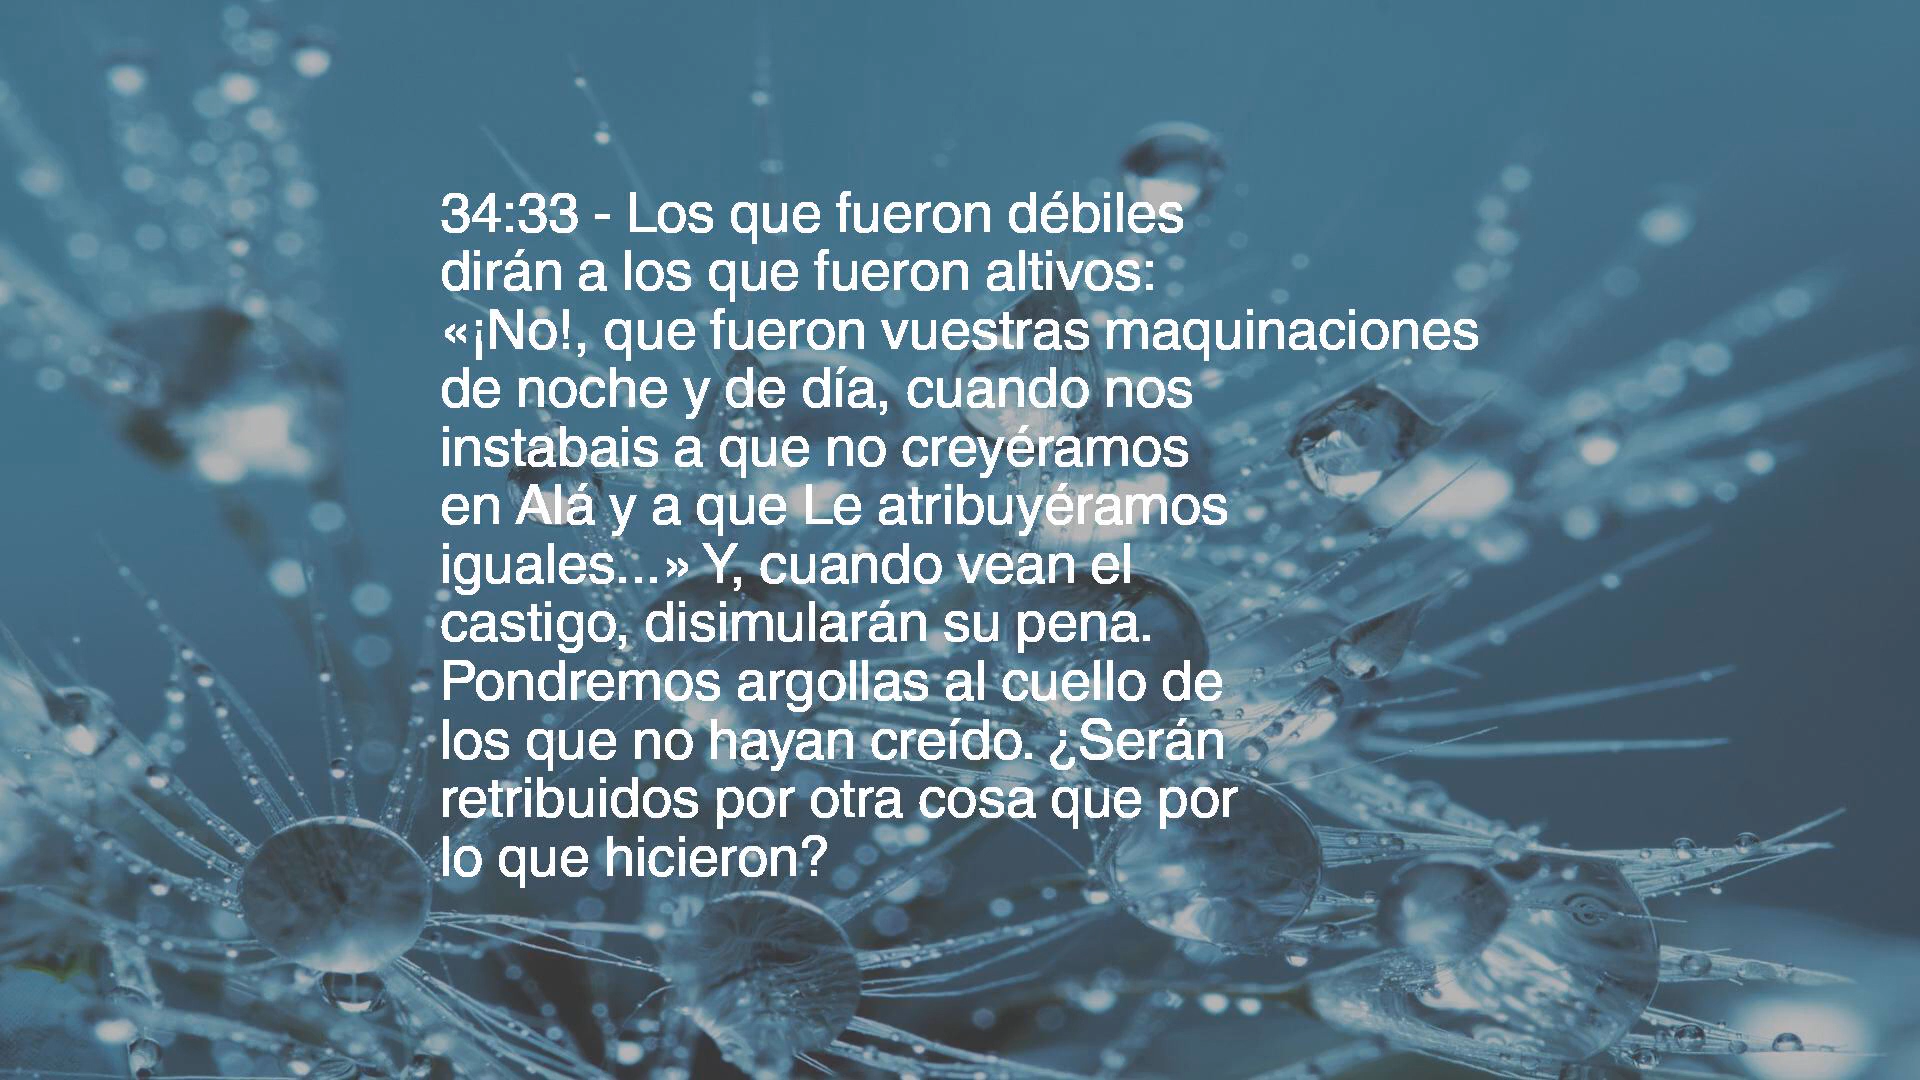 34:33 - Los que fueron débiles
dirán a los que fueron altivos:
«¡No!, que fueron vuestras maquinaciones
de noche y de día, cuando nos
instabais a que no creyéramos
en Alá y a que Le atribuyéramos
iguales...» Y, cuando vean el
castigo, disimularán su pena.
Pondremos argollas al cuello de
los que no hayan creído. ¿Serán
retribuidos por otra cosa que por
lo que hicieron?